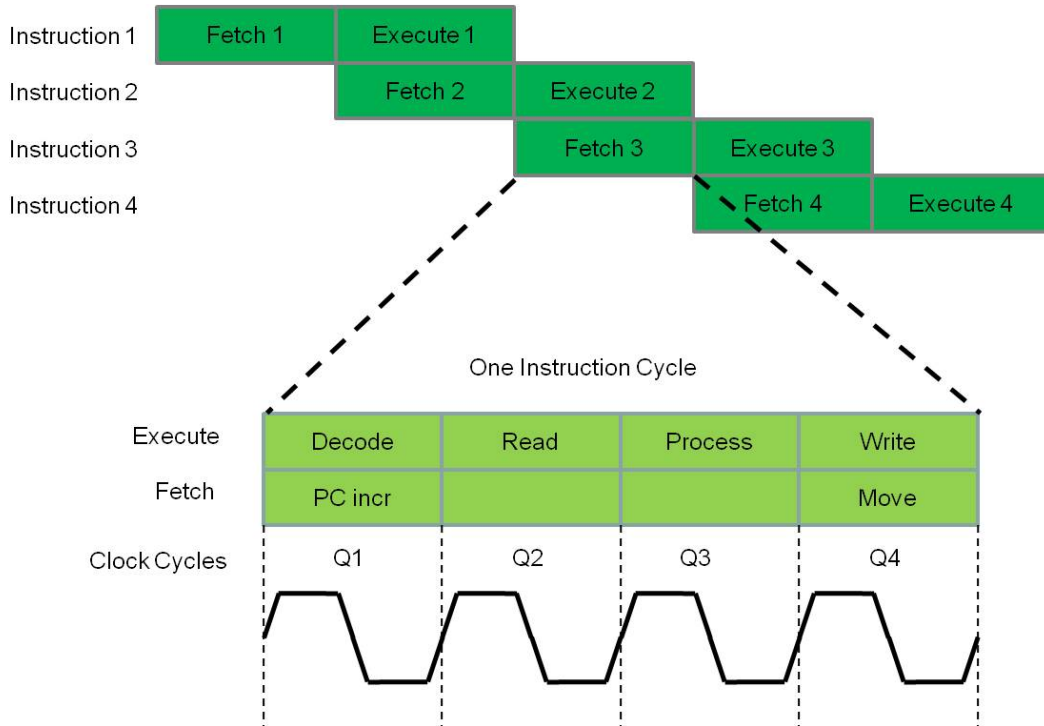 Instruction 1 Fetch 1 Execute 1
Instruction 2 Fetch 2 Execute 2
Instruction 3 Fetch 3 Execute 3
Instruction 4 Fetch 4 Execute 4
One Instruction Cycle
Execute Decode Read Process Write
Fetch PC incr Move
Clock Cycles Q1 Q2 Q3 Q4